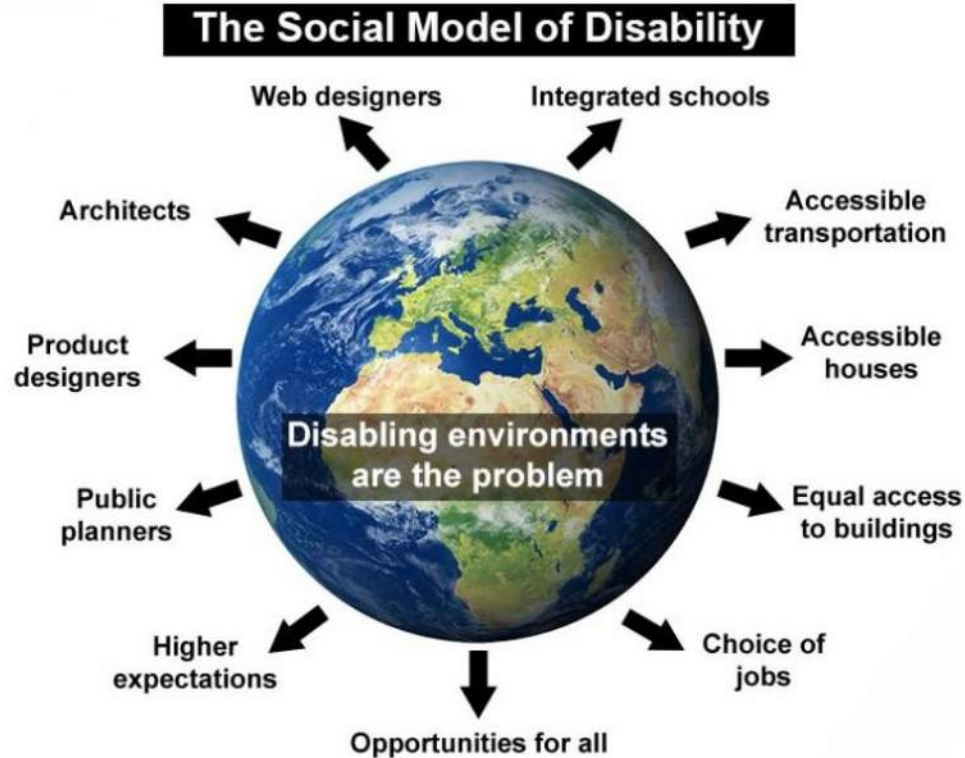 The Social Model of Disability
Web designers
Integrated schools
Architects
Accessible
transportation
Product
designers
Accessible
houses
Disabling environments
are the problem
Public
planners
Equal access
to buildings
Higher
expectations
Choice of
jobs
Opportunities for all